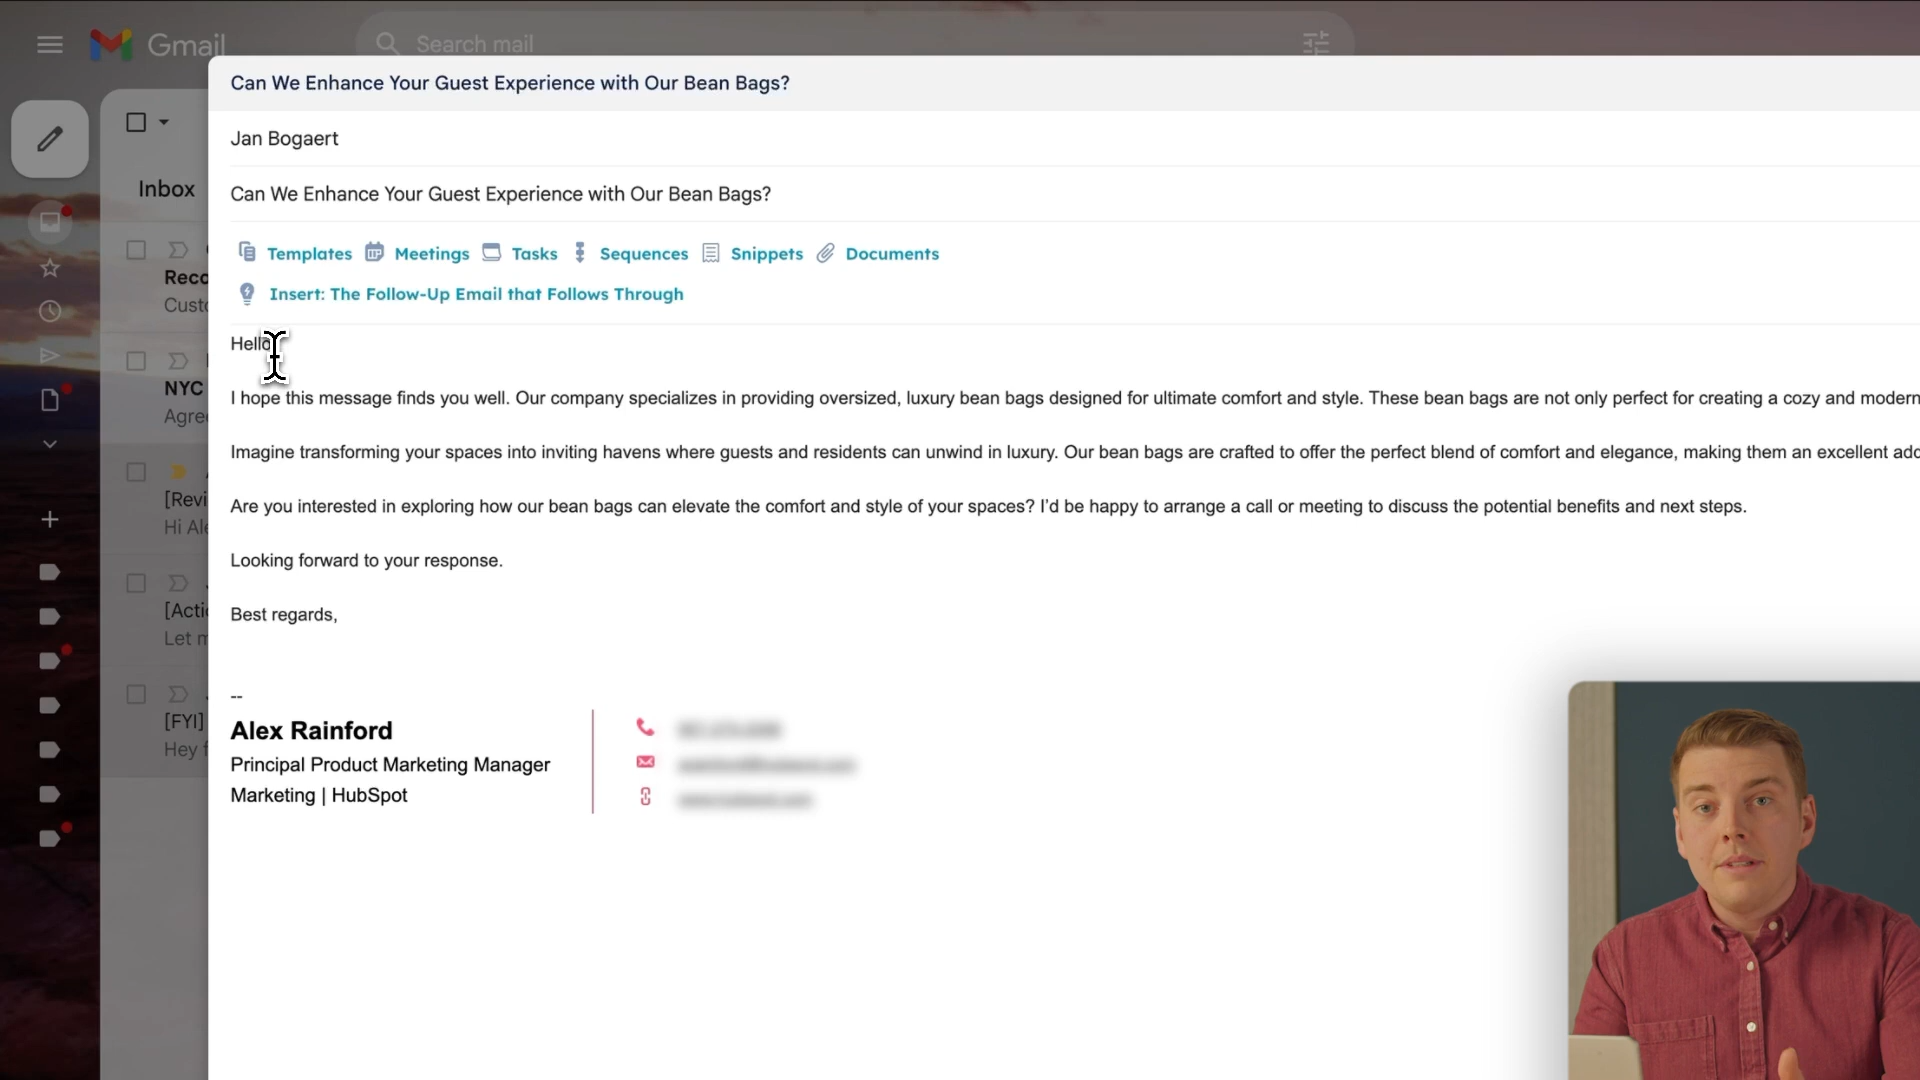 Gmail
Search mail
Can We Enhance Your Guest Experience with Our Bean Bags?
Jan Bogaert
Inbox
Can We Enhance Your Guest Experience with Our Bean Bags?
Templates Meetings Tasks Sequences Snippets Documents
Insert: The Follow-Up Email that Follows Through
Reco
Custo
Hello
I hope this message finds you well. Our company specializes in providing oversized, luxury bean bags designed for ultimate comfort and style. These bean bags are not only perfect for creating a cozy and modern
NYC
Agree
Imagine transforming your spaces into inviting havens where guests and residents can unwind in luxury. Our bean bags are crafted to offer the perfect blend of comfort and elegance, making them an excellent adc
[Revi
Hi Ale
Are you interested in exploring how our bean bags can elevate the comfort and style of your spaces? I'd be happy to arrange a call or meeting to discuss the potential benefits and next steps.
Looking forward to your response.
[Actio
Let m
Best regards,
--
[FYI]
Hey f
Alex Rainford
Principal Product Marketing Manager
Marketing | HubSpot